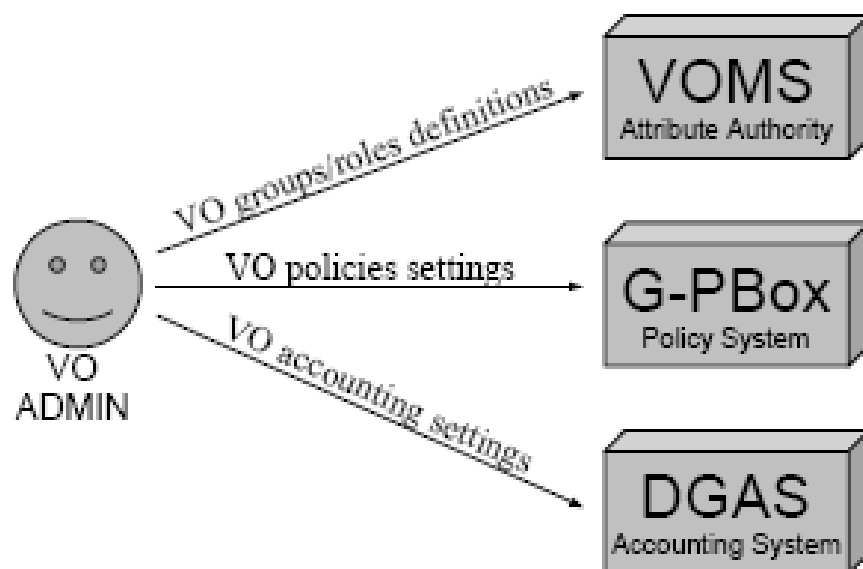 VOMS
Attribute Authority
VO groups/roles definitions
VO policies settings
G-PBox
Policy System
VO
ADMIN
VO accounting settings
DGAS
Accounting System